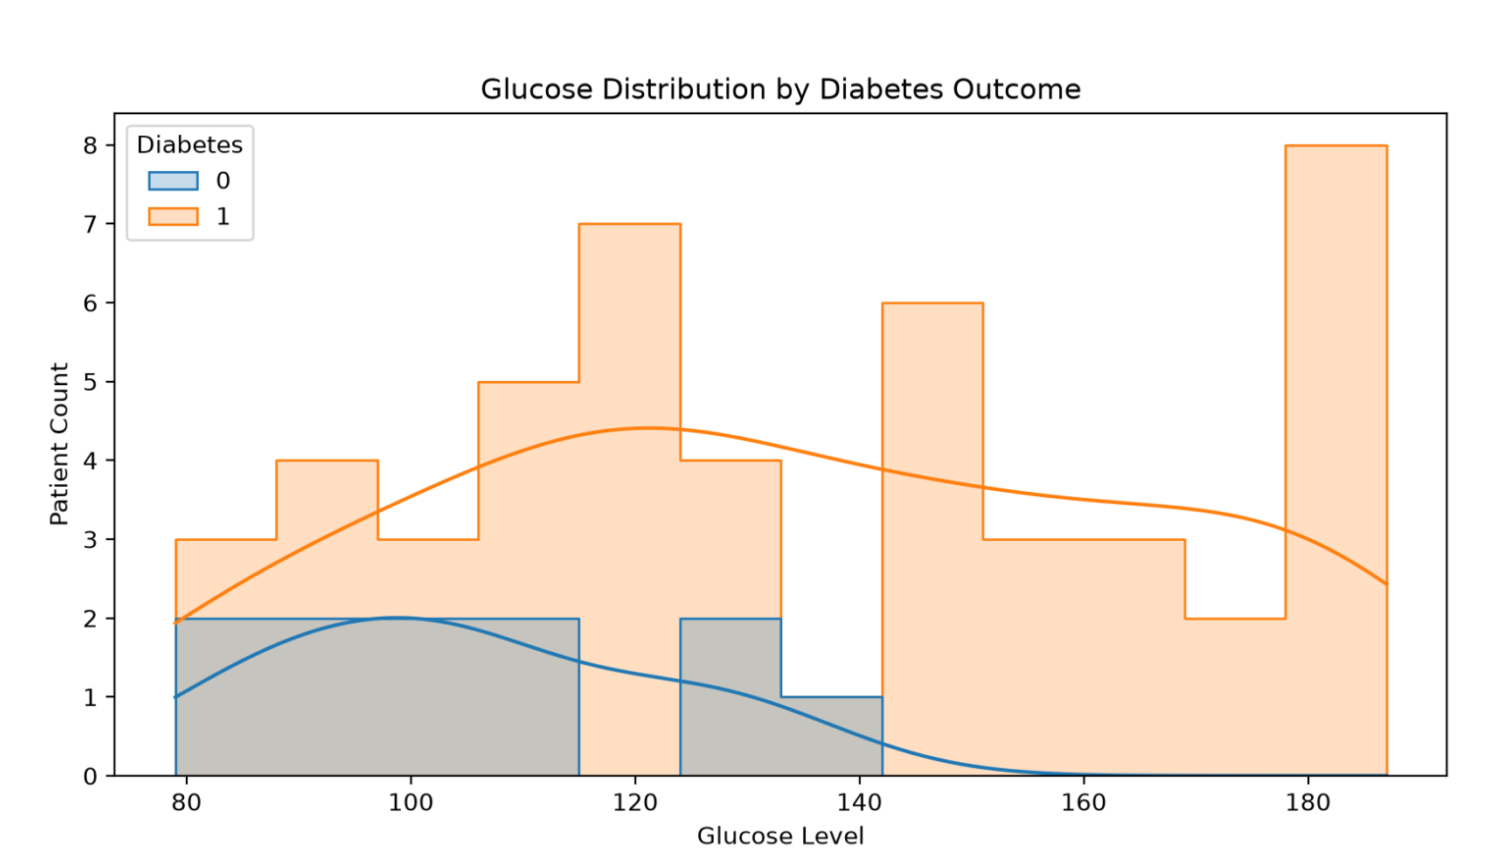 Glucose Distribution by Diabetes Outcome
Diabetes
0
1
8
7
6
5
4
3
2
1
0
Patient Count
80 100 120 140 160 180
Glucose Level